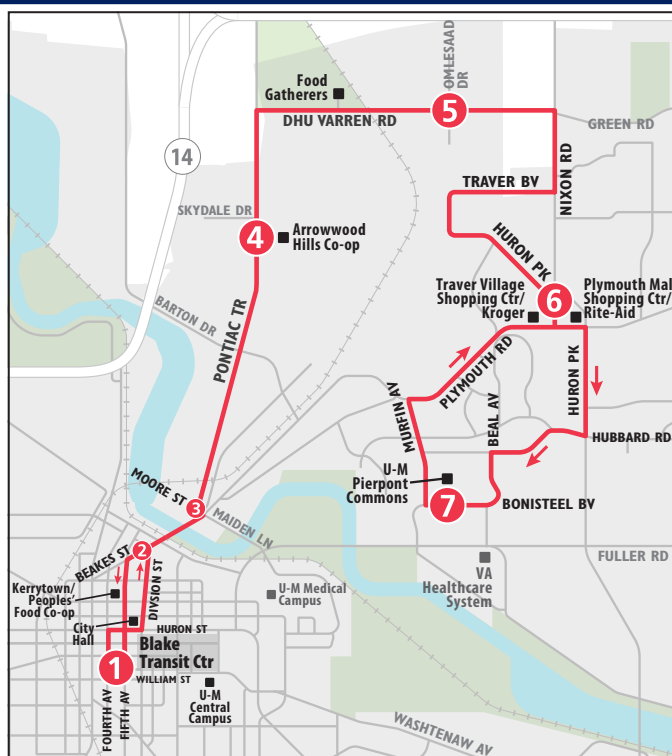 OMLESAAD
DR
Food
Gatherers
5
DHU VARREN RD
GREEN RD
14
NIXON RD
TRAVER BV
SKYDALE DR
4
Arrowwood
Hills Co-op
HURON PK
BARTON DR
PONTIAC TR
Traver Village
Shopping Ctr/
Kroger
6
Plymouth Mal
Shopping Ctr/
Rite-Aid
PLYMOUTH RD
HURON PK
MURFIN AV
BEAL AV
HUBBARD RD
U-M
Pierpont
Commons
MOORE ST
3
7
BONISTEEL BV
MAIDEN LN
BEAKES ST
2
FULLER RD
DIVISION ST
VA
Healthcare
System
Kerrytown/
Peoples'
Food Co-op
U-M Medical
Campus
City
Hall
HURON ST
1
Blake
Transit Ctr
WILLIAM ST
FOURTH AV
FIFTH AV
U-M
Central
Campus
WASHTENAW AV